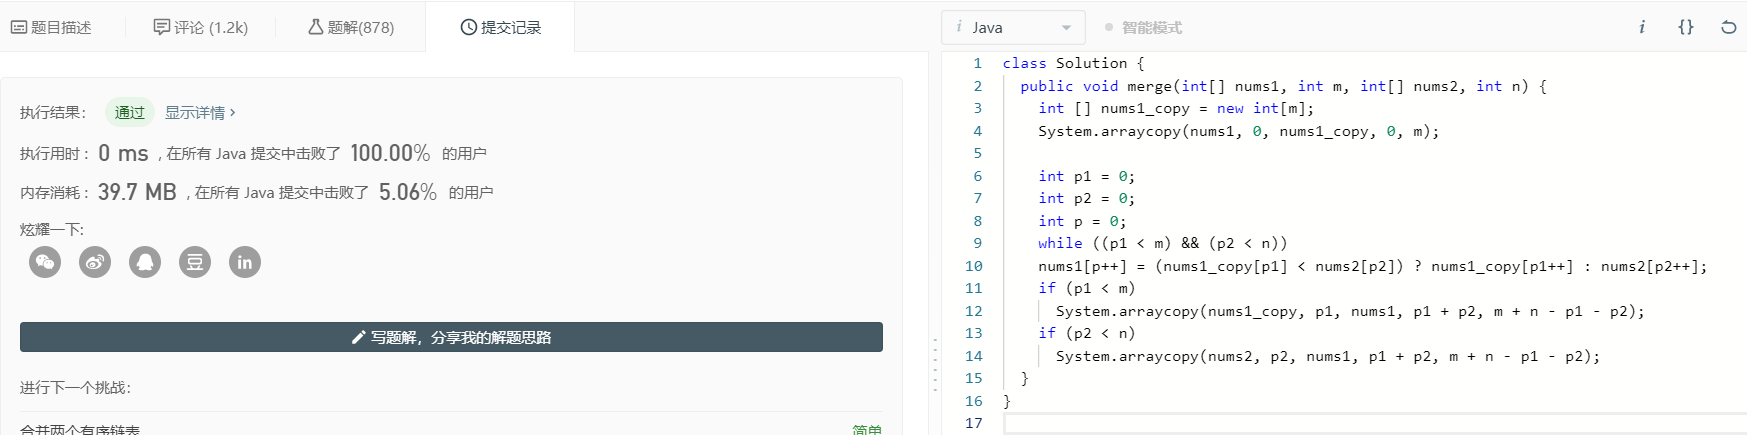 题目描述
评论 (1.2k)
题解(878)
提交记录
执行结果：
通过
显示详情 ›
执行用时 : 0 ms , 在所有 Java 提交中击败了 100.00% 的用户
内存消耗 : 39.7 MB , 在所有 Java 提交中击败了 5.06% 的用户
炫耀一下:
写题解，分享我的解题思路
进行下一个挑战：
合并两个有序链表
简单
i Java
智能模式
i {}
1 class Solution {
2 public void merge(int[] nums1, int m, int[] nums2, int n) {
3 int [] nums1_copy = new int[m];
4 System.arraycopy(nums1, 0, nums1_copy, 0, m);
5
6 int p1 = 0;
7 int p2 = 0;
8 int p = 0;
9 while ((p1 < m) && (p2 < n))
10 nums1[p++] = (nums1_copy[p1] < nums2[p2]) ? nums1_copy[p1++] : nums2[p2++];
11 if (p1 < m)
12 System.arraycopy(nums1_copy, p1, nums1, p1 + p2, m + n - p1 - p2);
13 if (p2 < n)
14 System.arraycopy(nums2, p2, nums1, p1 + p2, m + n - p1 - p2);
15 }
16 }
17